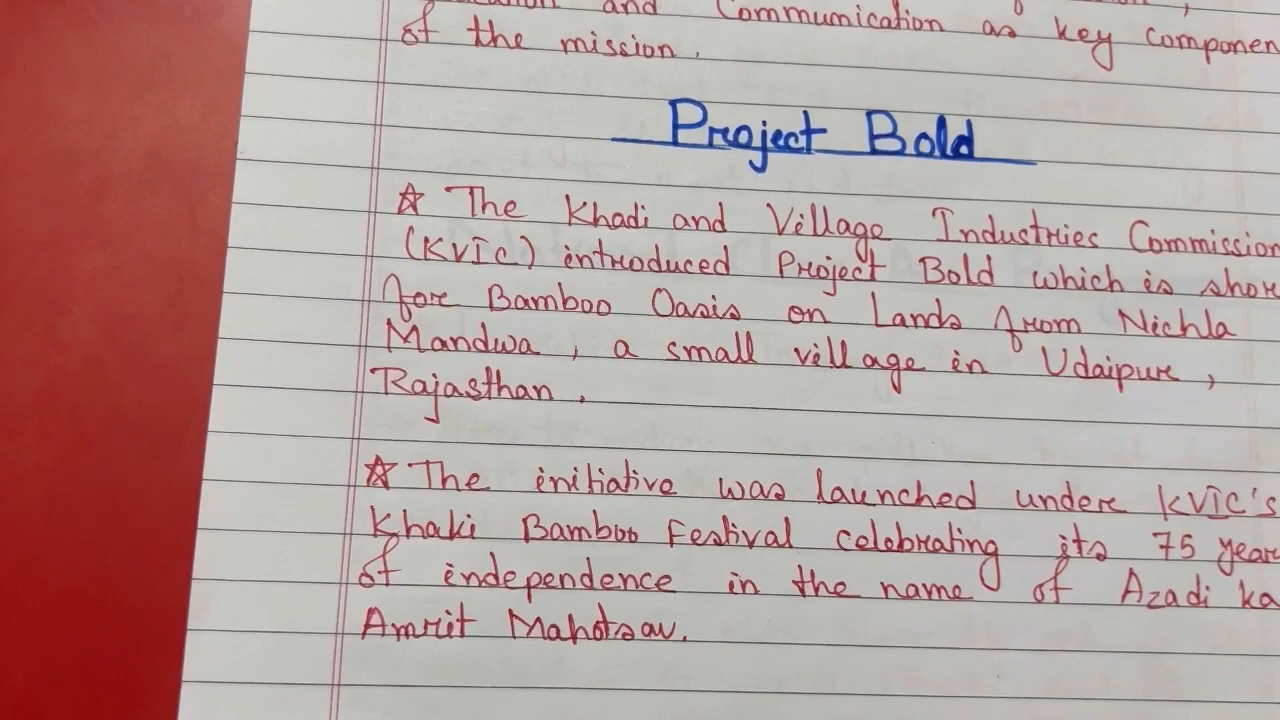 and Communication as key componen
of the mission.
Project Bold
☆ The Khadi and Village Industries Commission
(KVIC) introduced Project Bold which is shor
for Bamboo Oasis on Lands from Nichla
Mandwa, a small village in Udaipur,
Rajasthan.
☆ The initiative was launched under KVIC's
Khaki Bamboo Festival celebrating its 75 year
of independence in the name of Azadi ka
Amrit Mahotsav.